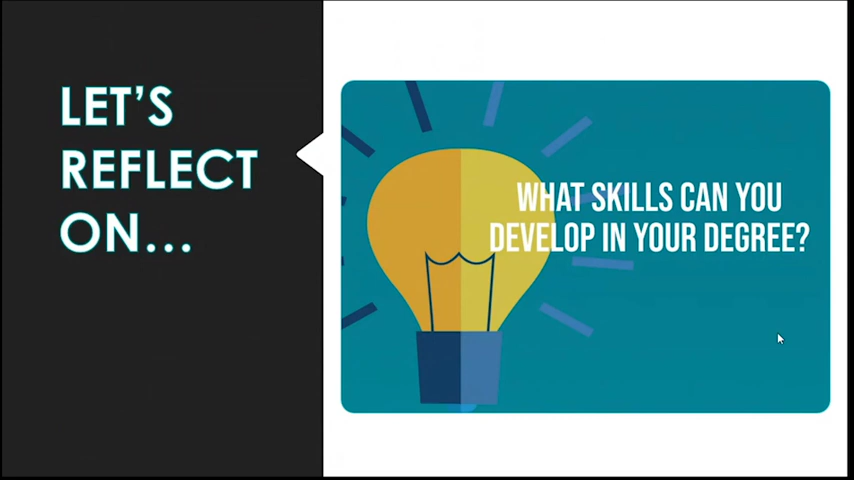 LET'S
REFLECT
ON...
WHAT SKILLS CAN YOU
DEVELOP IN YOUR DEGREE?